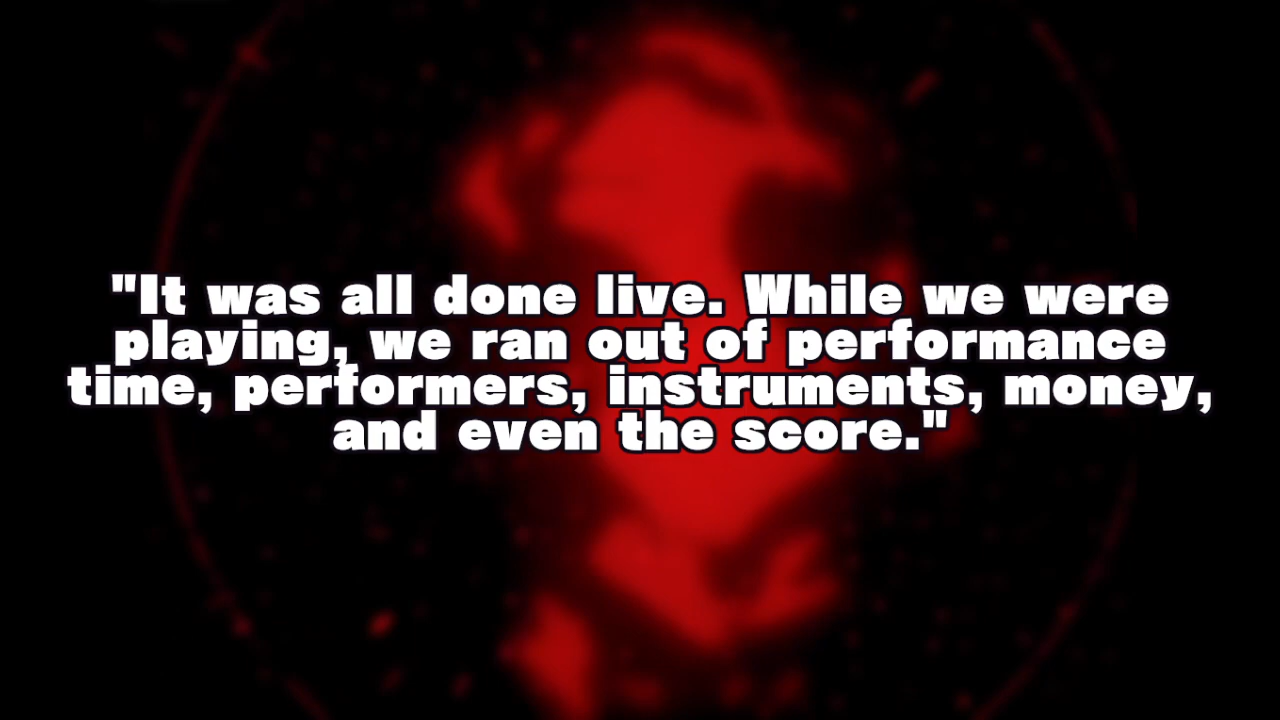 "It was all done live. While we were
playing, we ran out of performance
time, performers, instruments, money,
and even the score."